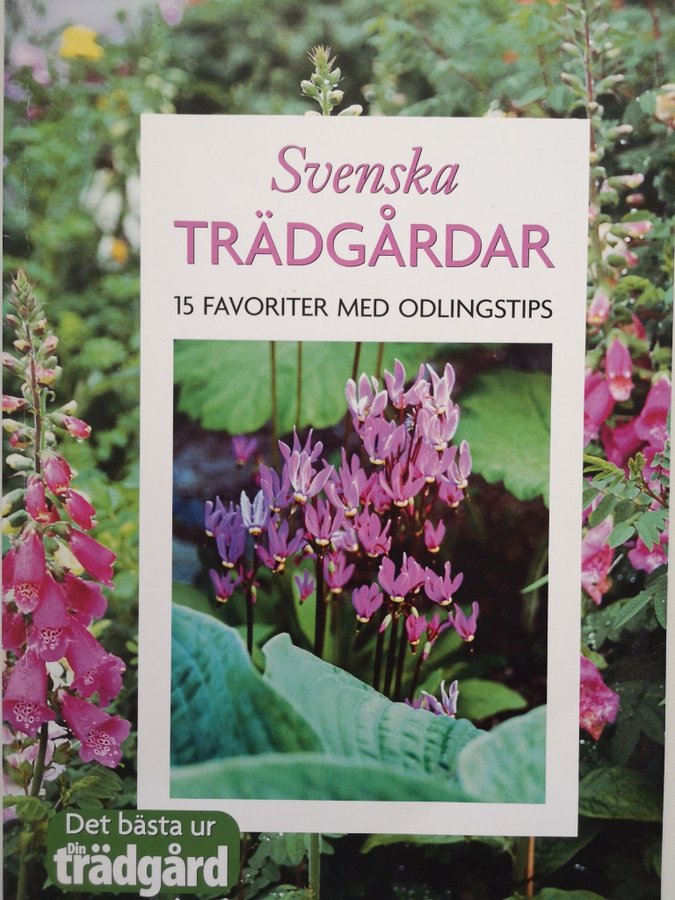 Svenska
TRÄDGÅRDAR
15 FAVORITER MED ODLINGSTIPS
Det bästa ur
Din
trädgård